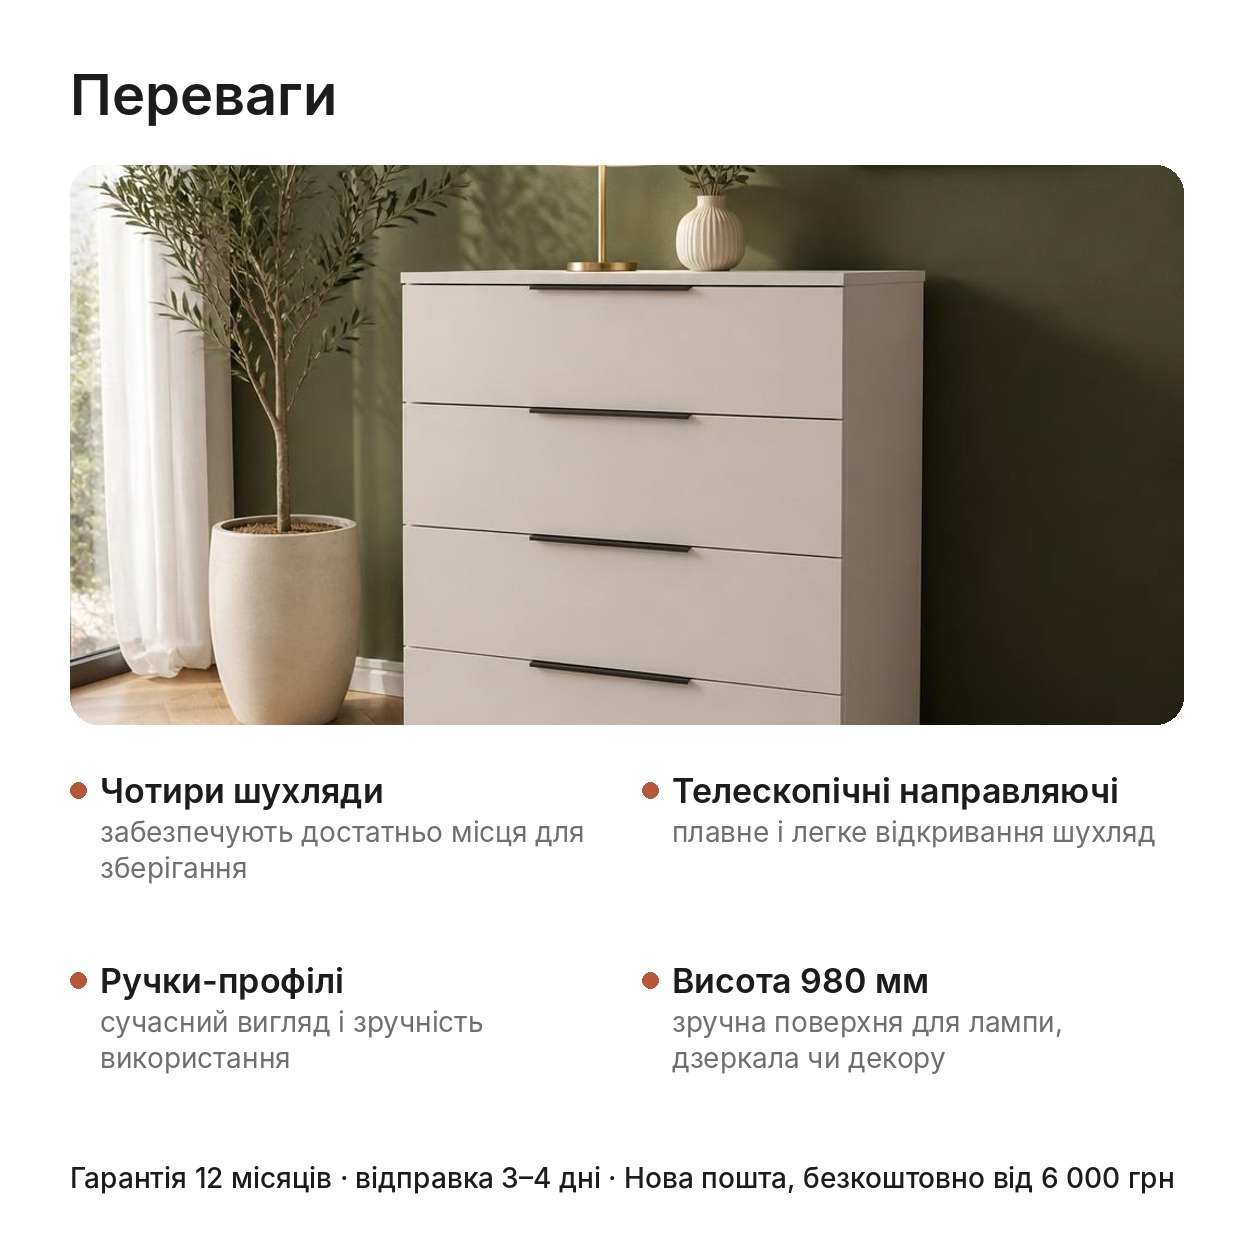 Переваги
Чотири шухляди
забезпечують достатньо місця для
зберігання
Телескопічні направляючі
плавне і легке відкривання шухляд
Ручки-профілі
сучасний вигляд і зручність
використання
Висота 980 мм
зручна поверхня для лампи,
дзеркала чи декору
Гарантія 12 місяців · відправка 3–4 дні · Нова пошта, безкоштовно від 6 000 грн